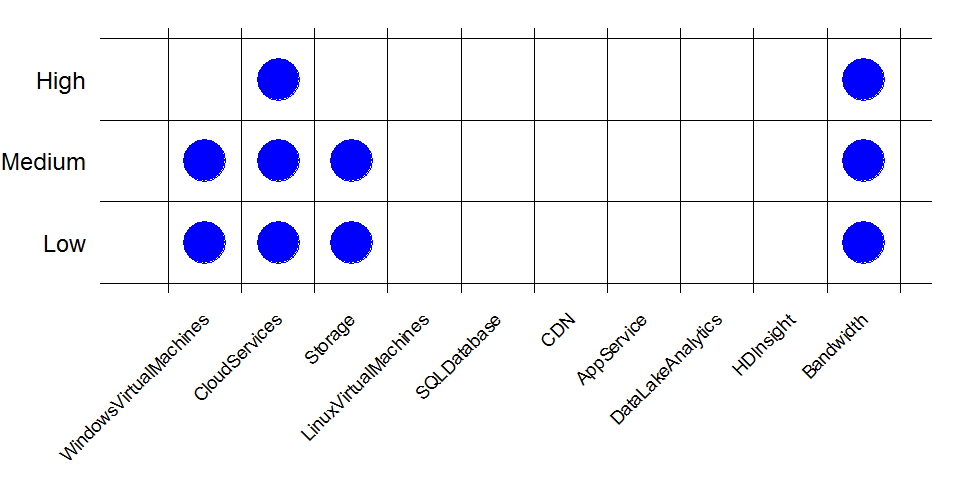 High
Medium
Low
WindowsVirtualMachines
CloudServices
Storage
LinuxVirtualMachines
SQLDatabase
CDN
AppService
DataLakeAnalytics
HDInsight
Bandwidth